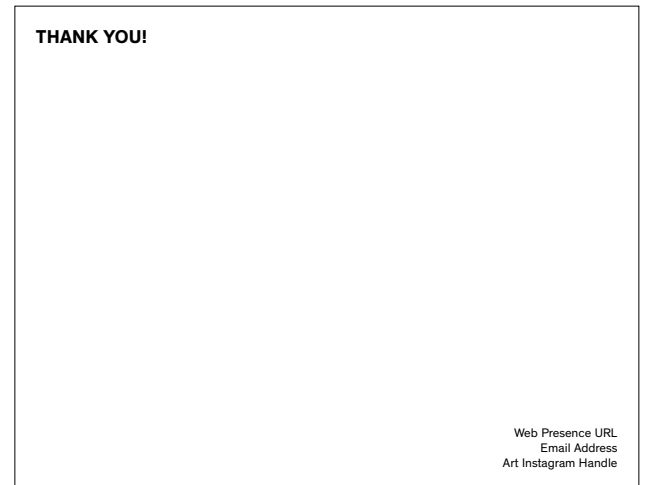 THANK YOU!
Web Presence URL
Email Address
Art Instagram Handle